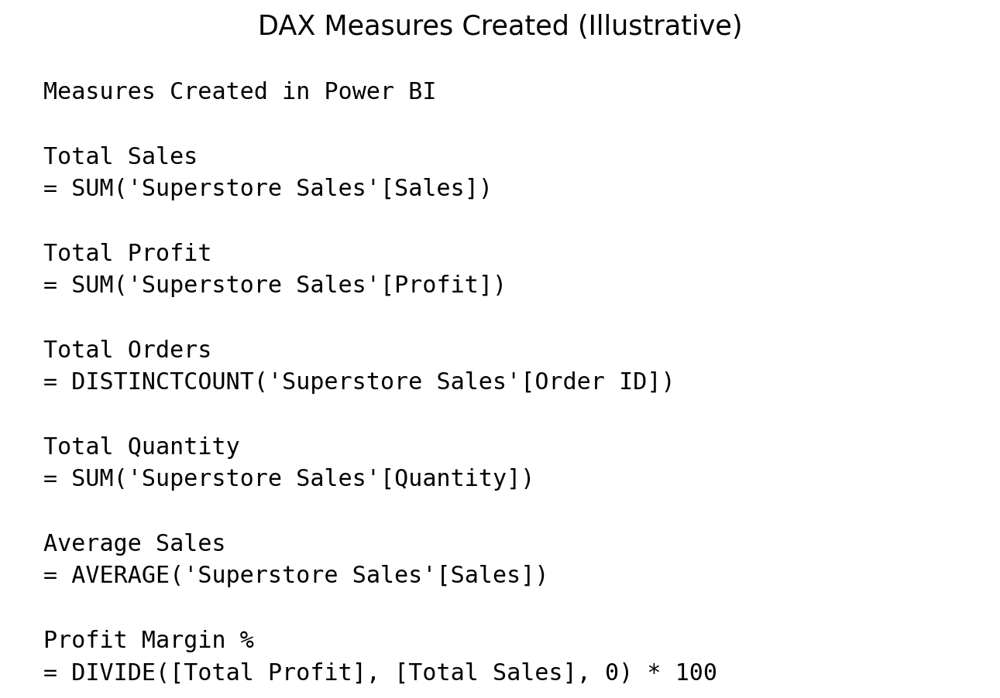 DAX Measures Created (Illustrative)
Measures Created in Power BI
Total Sales
= SUM('Superstore Sales'[Sales])
Total Profit
= SUM('Superstore Sales'[Profit])
Total Orders
= DISTINCTCOUNT('Superstore Sales'[Order ID])
Total Quantity
= SUM('Superstore Sales'[Quantity])
Average Sales
= AVERAGE('Superstore Sales'[Sales])
Profit Margin %
= DIVIDE([Total Profit], [Total Sales], 0) * 100